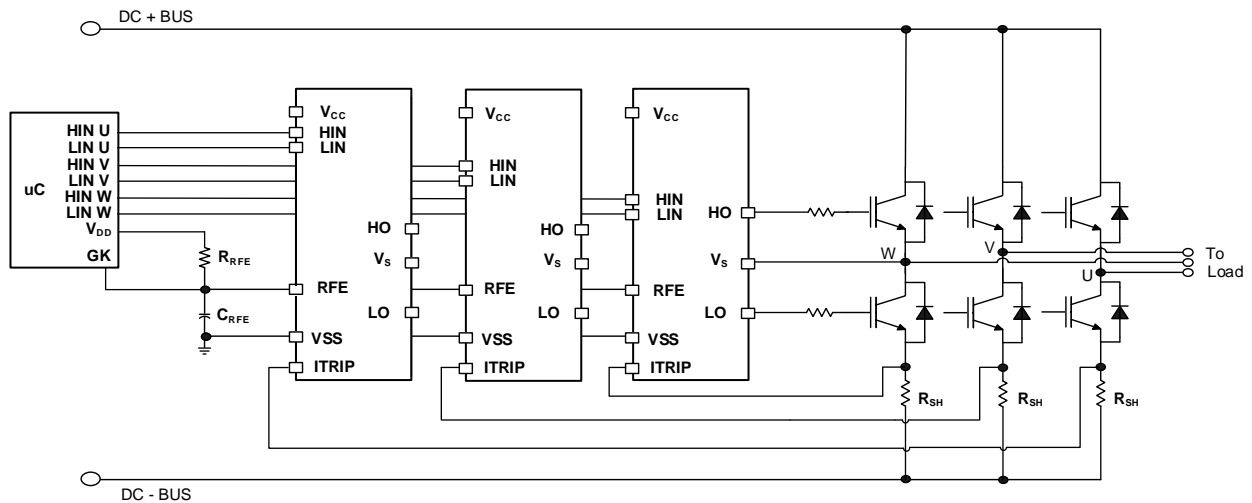 DC + BUS
uC
HIN U
LIN U
HIN V
LIN V
HIN W
LIN W
VDD
GK
RRFE
CRFE
VCC
HIN
LIN
HO
VS
RFE
LO
VSS
ITRIP
VCC
HIN
LIN
HO
VS
RFE
LO
VSS
ITRIP
VCC
HIN
LIN
HO
VS
RFE
LO
VSS
ITRIP
W
V
U
To
Load
RSH
RSH
RSH
DC - BUS